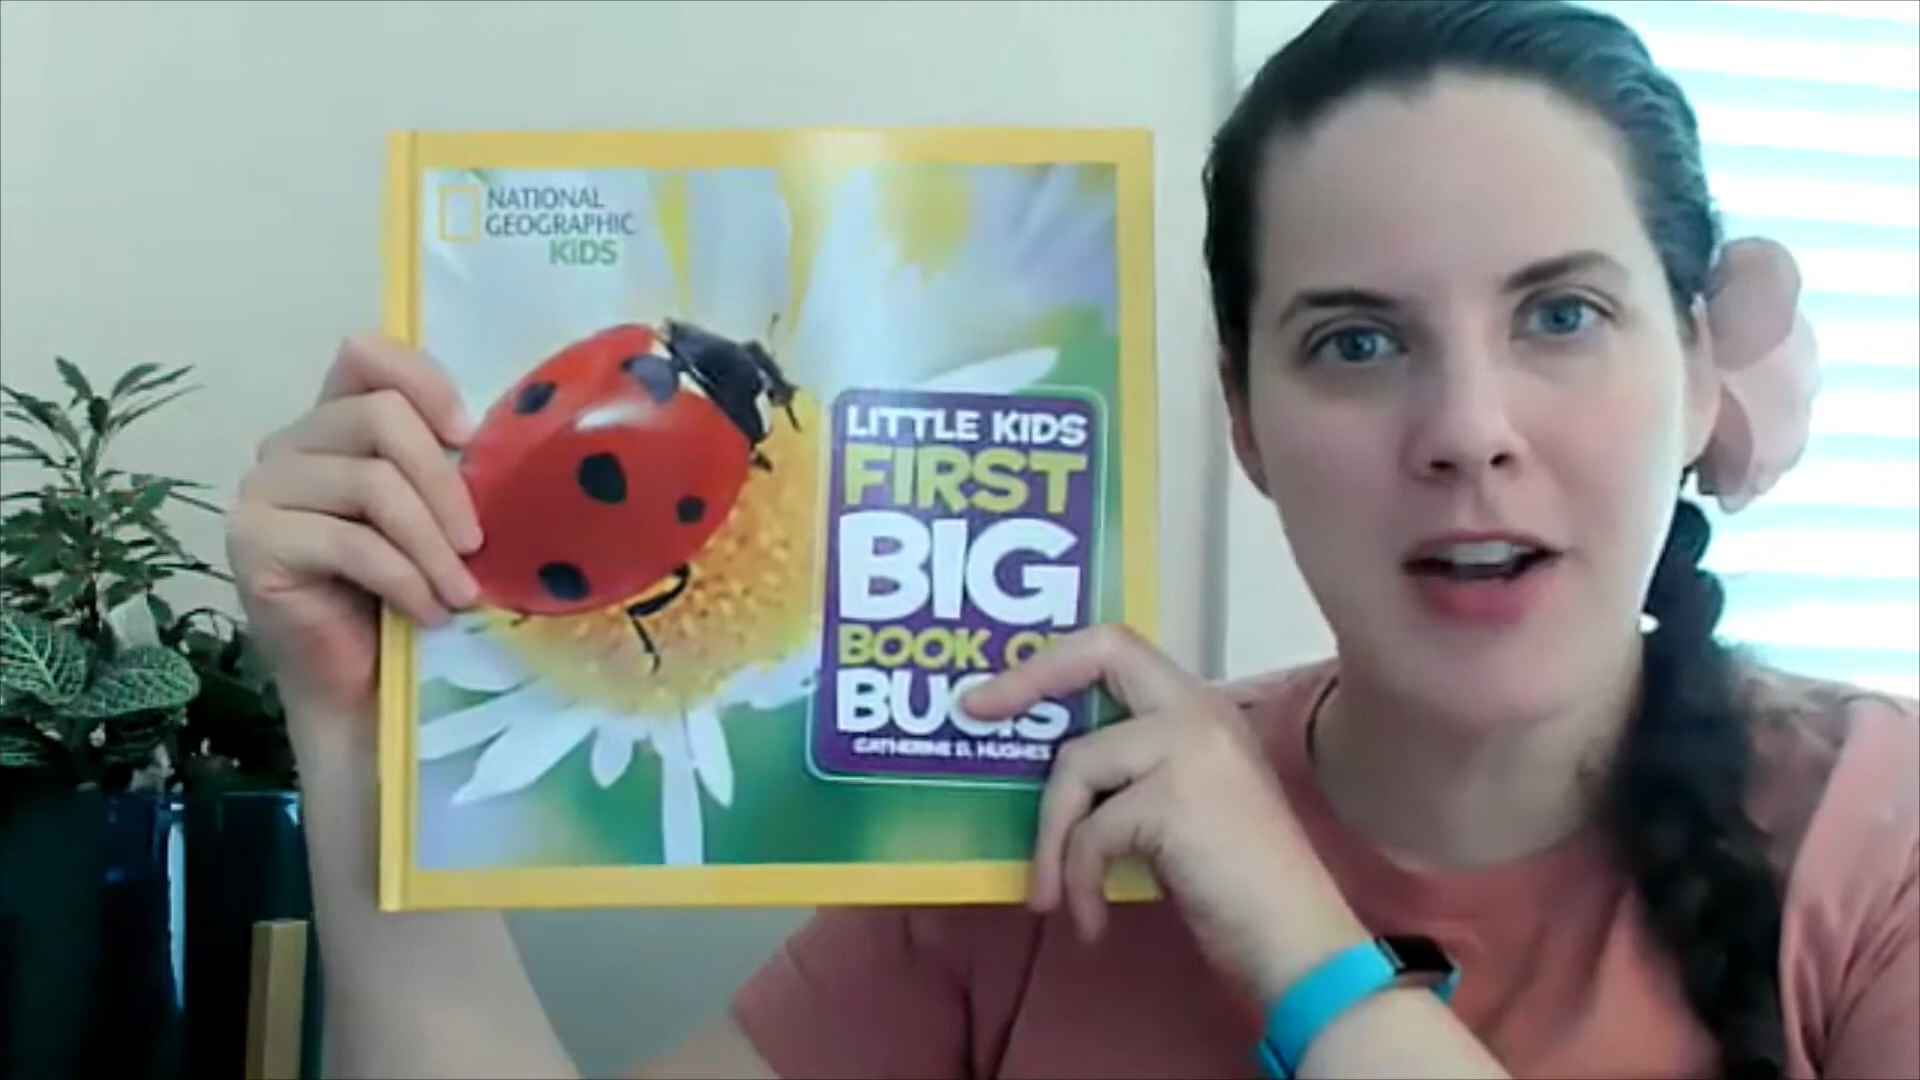 NATIONAL
GEOGRAPHIC
KiDS
LITTLE KIDS
FIRST
BIG
BOOK OF
BUGS
CATHERINE D. HUGHES